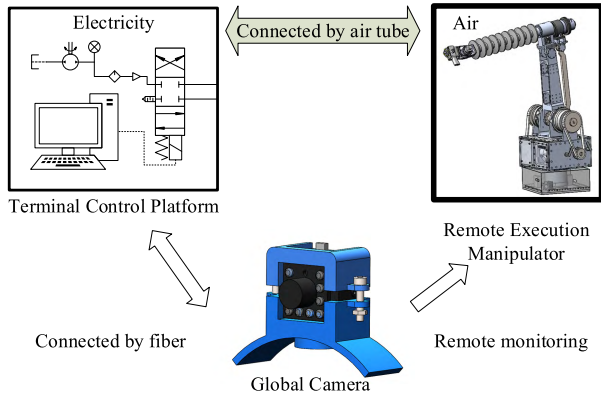 Electricity
Connected by air tube
Air
Terminal Control Platform
Remote Execution
Manipulator
Connected by fiber
Remote monitoring
Global Camera